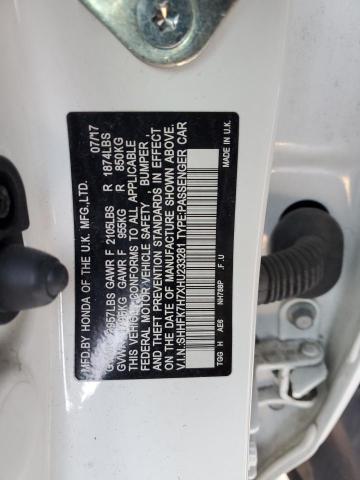 MFD.BY HONDA OF THE U.K. MFG.,LTD. 07/17
GAWR F 2105LBS R 1874LBS
GAWR F 955KG R 850KG
THIS VEHICLE CONFORMS TO ALL APPLICABLE
FEDERAL MOTOR VEHICLE SAFETY , BUMPER,
AND THEFT PREVENTION STANDARDS IN EFFECT
ON THE DATE OF MANUFACTURE SHOWN ABOVE.
V.I.N.:SHHFK7H7XHU233281 TYPE:PASSENGER CAR
TGG H AE6 NH788P F.U MADE IN U.K.